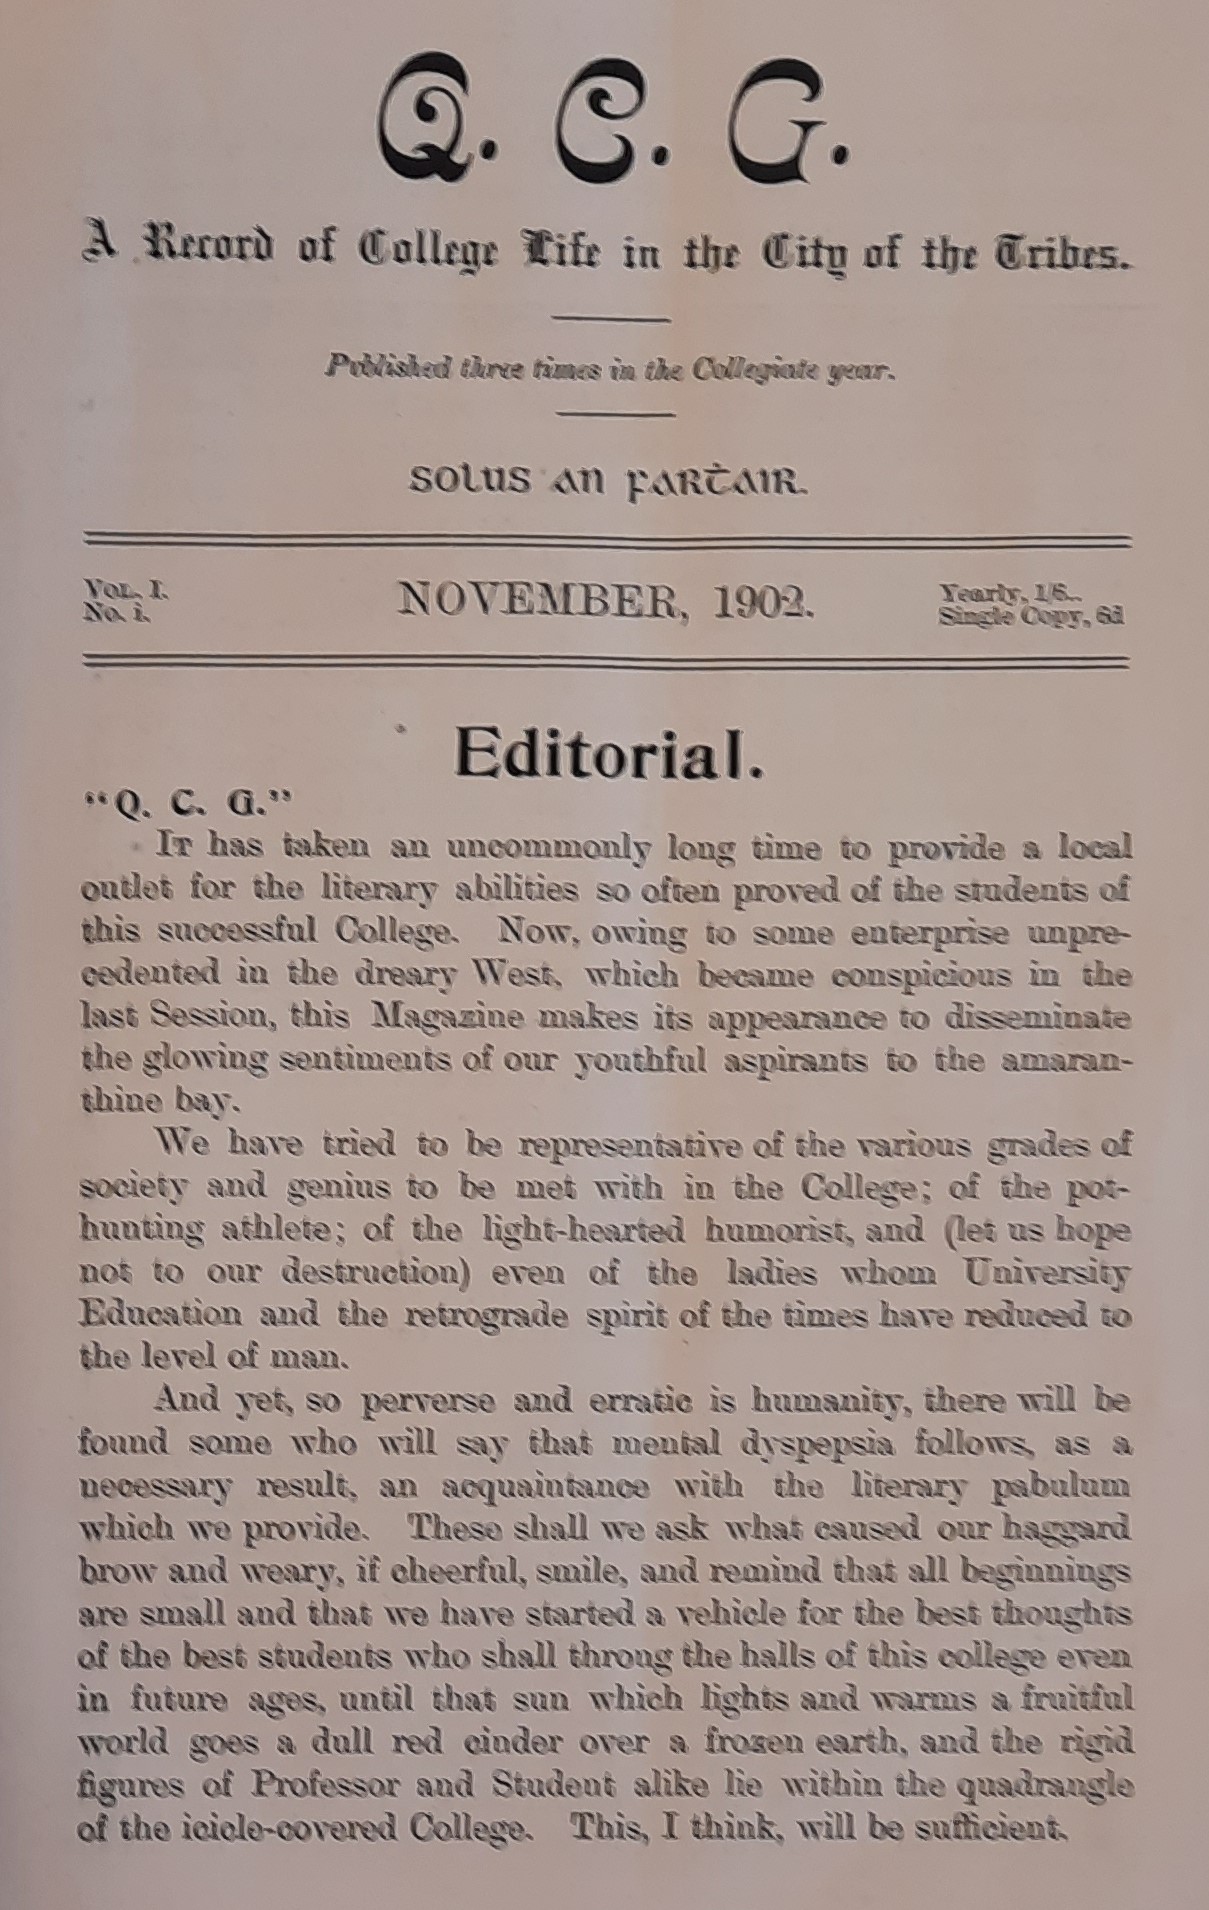 Q. C. G.
A Record of College Life in the City of the Tribes.
Published three times in the Collegiate year.
Solus an Farṫair.
Vol. I.
No. i.
NOVEMBER, 1902.
Yearly, 1/6..
Single Copy, 6d
Editorial.
“Q. C. G.”
It has taken an uncommonly long time to provide a local
outlet for the literary abilities so often proved of the students of
this successful College. Now, owing to some enterprise unpre-
cedented in the dreary West, which became conspicious in the
last Session, this Magazine makes its appearance to disseminate
the glowing sentiments of our youthful aspirants to the amaran-
thine bay.
We have tried to be representative of the various grades of
society and genius to be met with in the College; of the pot-
hunting athlete; of the light-hearted humorist, and (let us hope
not to our destruction) even of the ladies whom University
Education and the retrograde spirit of the times have reduced to
the level of man.
And yet, so perverse and erratic is humanity, there will be
found some who will say that mental dyspepsia follows, as a
necessary result, an acquaintance with the literary pabulum
which we provide. These shall we ask what caused our haggard
brow and weary, if cheerful, smile, and remind that all beginnings
are small and that we have started a vehicle for the best thoughts
of the best students who shall throng the halls of this college even
in future ages, until that sun which lights and warms a fruitful
world goes a dull red cinder over a frozen earth, and the rigid
figures of Professor and Student alike lie within the quadrangle
of the icicle-covered College. This, I think, will be sufficient.